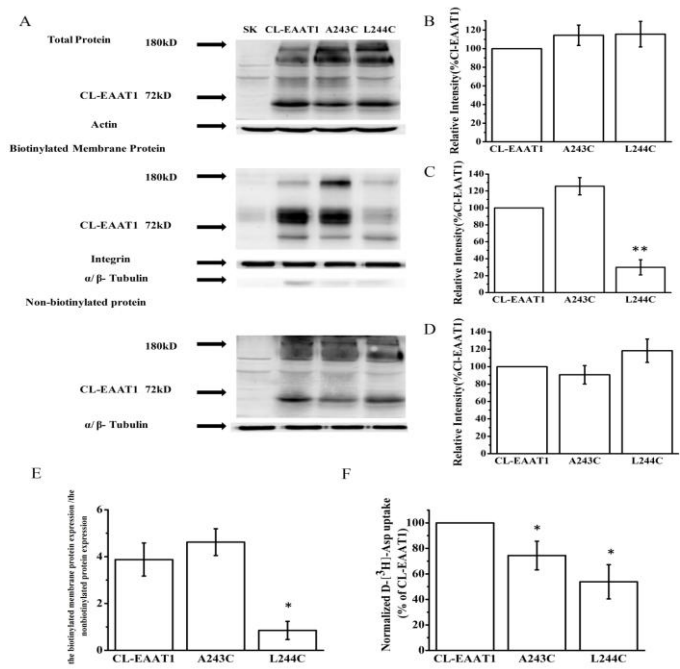 A
SK CL-EAAT1 A243C L244C
Total Protein
180kD
CL-EAAT1 72kD
Actin
Biotinylated Membrane Protein
180kD
CL-EAAT1 72kD
Integrin
α/β- Tubulin
Non-biotinylated protein
180kD
CL-EAAT1 72kD
α/β- Tubulin
B
Relative Intensity(%Cl-EAAT1)
120
100
80
60
40
20
0
CL-EAAT1 A243C L244C
C
Relative Intensity(%Cl-EAAT1)
140
120
100
80
60
40
20
0
**
CL-EAAT1 A243C L244C
D
Relative Intensity(%Cl-EAAT1)
140
120
100
80
60
40
20
0
CL-EAAT1 A243C L244C
E
the biotinylated membrane protein expression /the
nonbiotinylated protein expression
6
4
2
0
*
CL-EAAT1 A243C L244C
F
Normalized D-[³H]-Asp uptake
(% of CL-EAAT1)
100
80
60
40
20
0
*
*
CL-EAAT1 A243C L244C